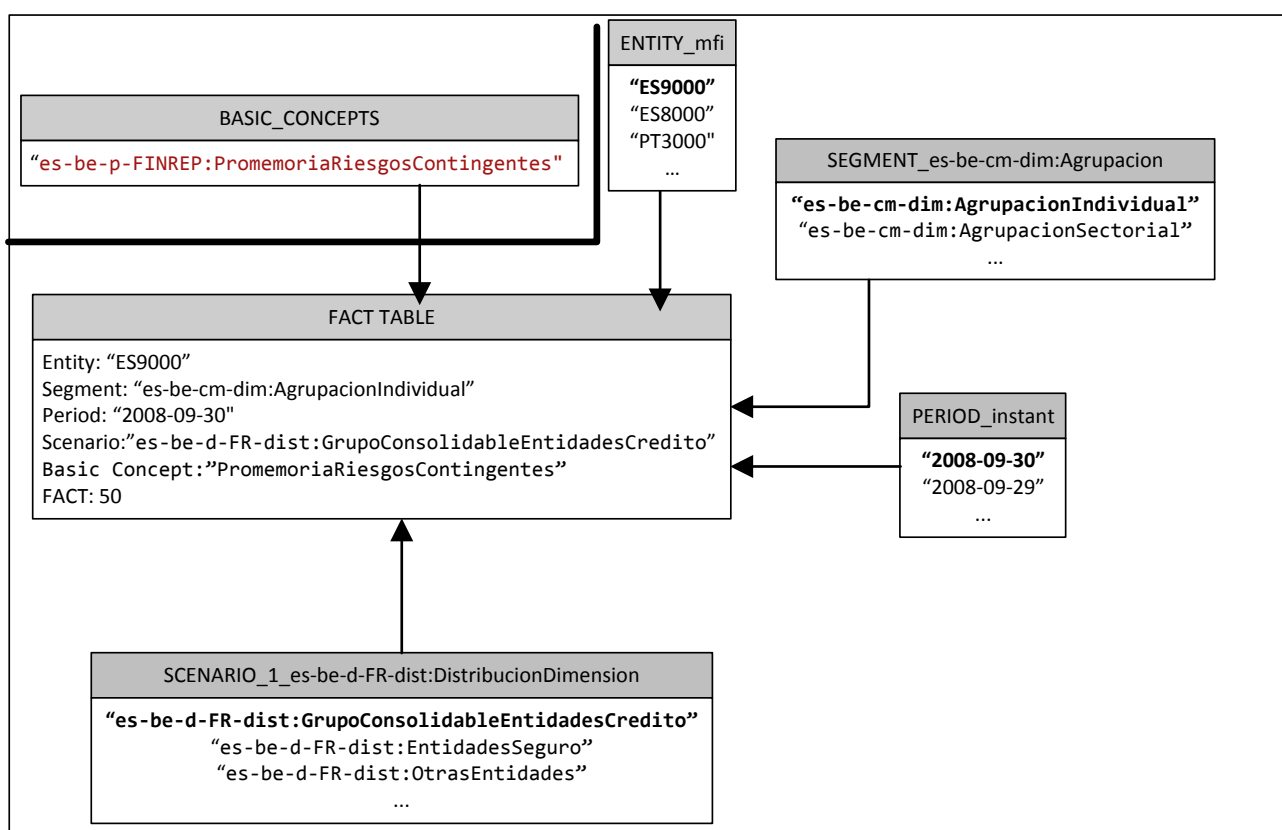 ENTITY_mfi
“ES9000”
“ES8000”
“PT3000"
...
BASIC_CONCEPTS
“es-be-p-FINREP:PromemoriaRiesgosContingentes"
SEGMENT_es-be-cm-dim:Agrupacion
“es-be-cm-dim:AgrupacionIndividual”
“es-be-cm-dim:AgrupacionSectorial”
...
FACT TABLE
Entity: “ES9000”
Segment: “es-be-cm-dim:AgrupacionIndividual”
Period: “2008-09-30"
Scenario:”es-be-d-FR-dist:GrupoConsolidableEntidadesCredito”
Basic Concept:”PromemoriaRiesgosContingentes”
FACT: 50
PERIOD_instant
“2008-09-30”
“2008-09-29”
...
SCENARIO_1_es-be-d-FR-dist:DistribucionDimension
“es-be-d-FR-dist:GrupoConsolidableEntidadesCredito”
“es-be-d-FR-dist:EntidadesSeguro”
“es-be-d-FR-dist:OtrasEntidades”
...